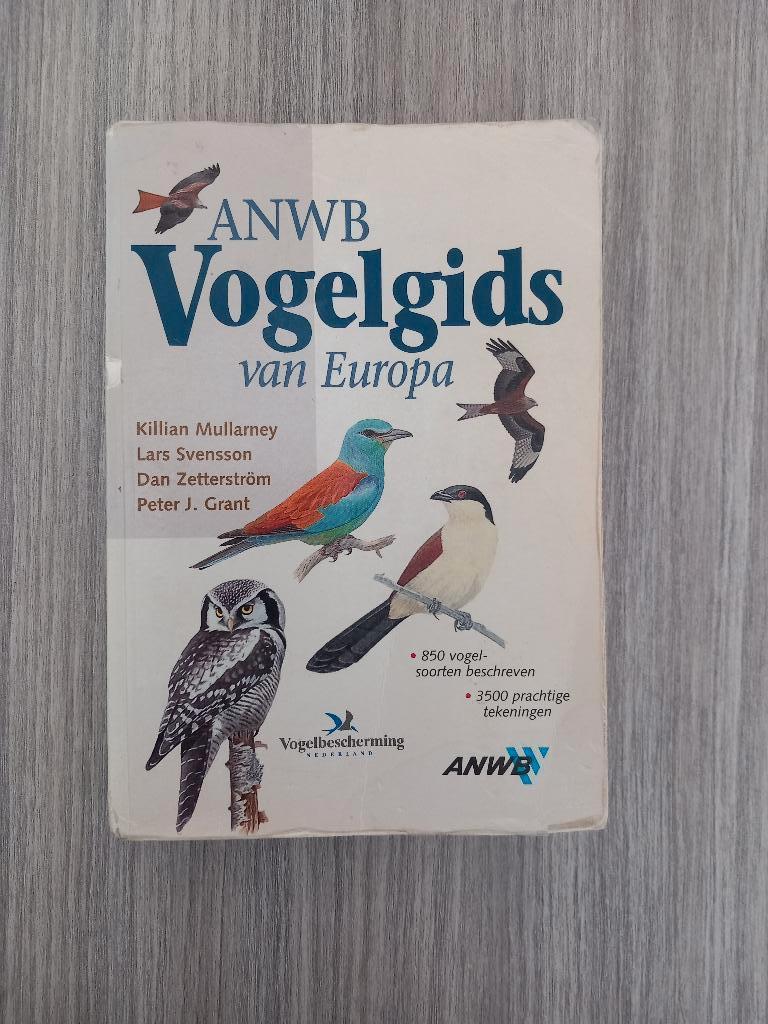 ANWB
Vogelgids
van Europa
Killian Mullarney
Lars Svensson
Dan Zetterström
Peter J. Grant
• 850 vogel-
soorten beschreven
• 3500 prachtige
tekeningen
Vogelbescherming
NEDERLAND
ANWB